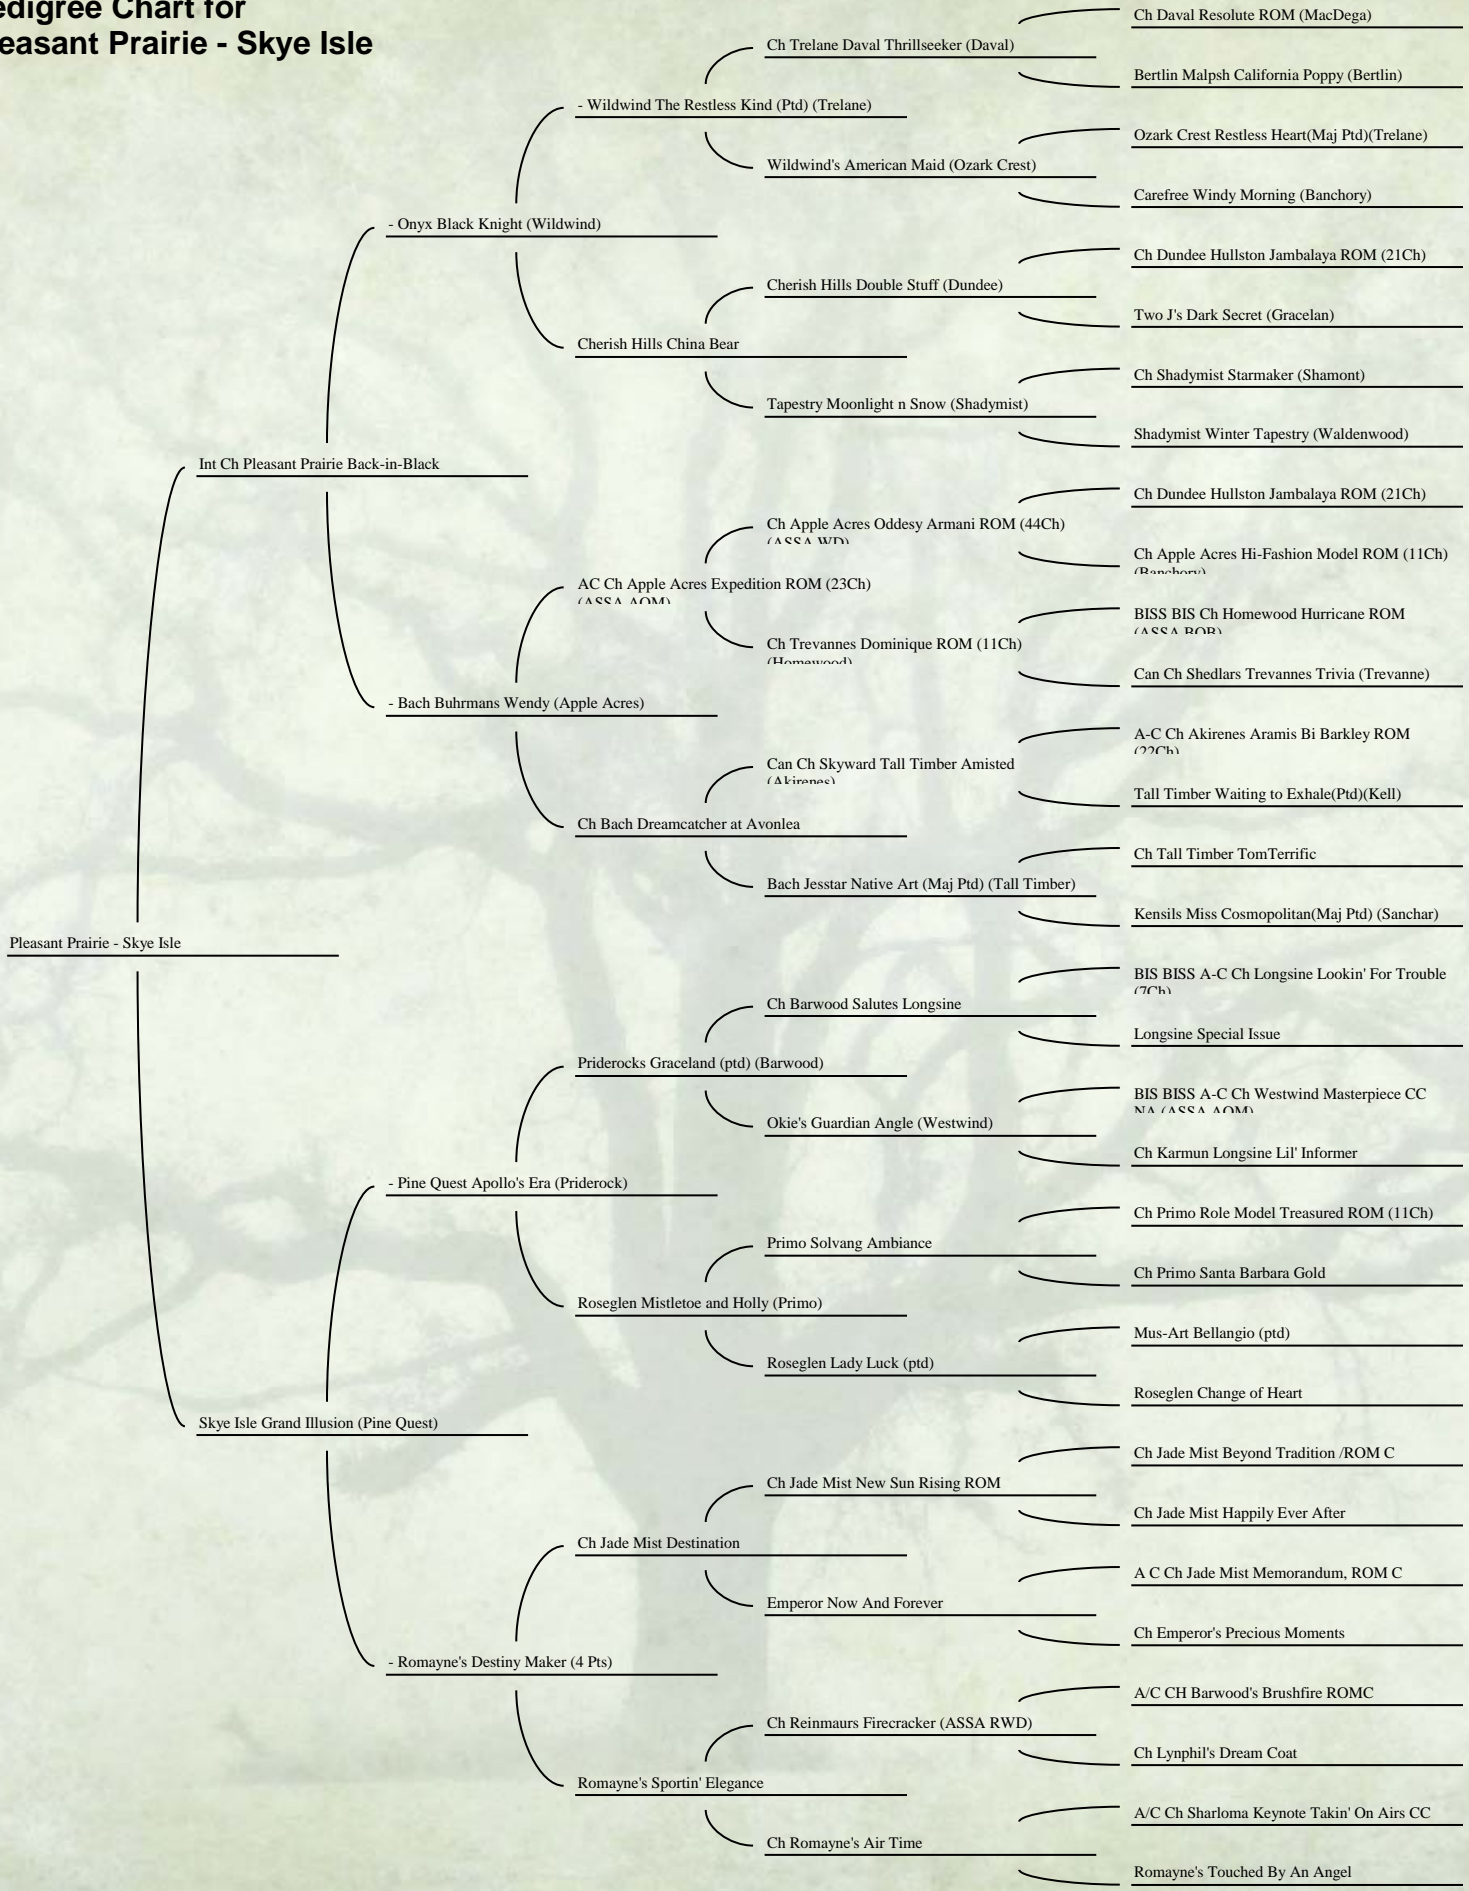 edigree Chart for
easant Prairie - Skye Isle
Ch Daval Resolute ROM (MacDega)
Ch Trelane Daval Thrillseeker (Daval)
Bertlin Malpsh California Poppy (Bertlin)
- Wildwind The Restless Kind (Ptd) (Trelane)
Ozark Crest Restless Heart(Maj Ptd)(Trelane)
Wildwind's American Maid (Ozark Crest)
Carefree Windy Morning (Banchory)
- Onyx Black Knight (Wildwind)
Ch Dundee Hullston Jambalaya ROM (21Ch)
Cherish Hills Double Stuff (Dundee)
Two J's Dark Secret (Gracelan)
Cherish Hills China Bear
Ch Shadymist Starmaker (Shamont)
Tapestry Moonlight n Snow (Shadymist)
Shadymist Winter Tapestry (Waldenwood)
Int Ch Pleasant Prairie Back-in-Black
Ch Dundee Hullston Jambalaya ROM (21Ch)
Ch Apple Acres Oddesy Armani ROM (44Ch)
(ASSA WD)
Ch Apple Acres Hi-Fashion Model ROM (11Ch)
(Banchory)
AC Ch Apple Acres Expedition ROM (23Ch)
(ASSA AOM)
BISS BIS Ch Homewood Hurricane ROM
(ASSA BOB)
Ch Trevannes Dominique ROM (11Ch)
(Homewood)
Can Ch Shedlars Trevannes Trivia (Trevanne)
- Bach Buhrmans Wendy (Apple Acres)
A-C Ch Akirenes Aramis Bi Barkley ROM
(22Ch)
Can Ch Skyward Tall Timber Amisted
(Akirenes)
Tall Timber Waiting to Exhale(Ptd)(Kell)
Ch Bach Dreamcatcher at Avonlea
Ch Tall Timber TomTerrific
Bach Jesstar Native Art (Maj Ptd) (Tall Timber)
Kensils Miss Cosmopolitan(Maj Ptd) (Sanchar)
Pleasant Prairie - Skye Isle
BIS BISS A-C Ch Longsine Lookin' For Trouble
(7Ch)
Ch Barwood Salutes Longsine
Longsine Special Issue
Priderocks Graceland (ptd) (Barwood)
BIS BISS A-C Ch Westwind Masterpiece CC
NA (ASSA AOM)
Okie's Guardian Angle (Westwind)
Ch Karmun Longsine Lil' Informer
- Pine Quest Apollo's Era (Priderock)
Ch Primo Role Model Treasured ROM (11Ch)
Primo Solvang Ambiance
Ch Primo Santa Barbara Gold
Roseglen Mistletoe and Holly (Primo)
Mus-Art Bellangio (ptd)
Roseglen Lady Luck (ptd)
Roseglen Change of Heart
Skye Isle Grand Illusion (Pine Quest)
Ch Jade Mist Beyond Tradition /ROM C
Ch Jade Mist New Sun Rising ROM
Ch Jade Mist Happily Ever After
Ch Jade Mist Destination
A C Ch Jade Mist Memorandum, ROM C
Emperor Now And Forever
Ch Emperor's Precious Moments
- Romayne's Destiny Maker (4 Pts)
A/C CH Barwood's Brushfire ROMC
Ch Reinmaurs Firecracker (ASSA RWD)
Ch Lynphil's Dream Coat
Romayne's Sportin' Elegance
A/C Ch Sharloma Keynote Takin' On Airs CC
Ch Romayne's Air Time
Romayne's Touched By An Angel